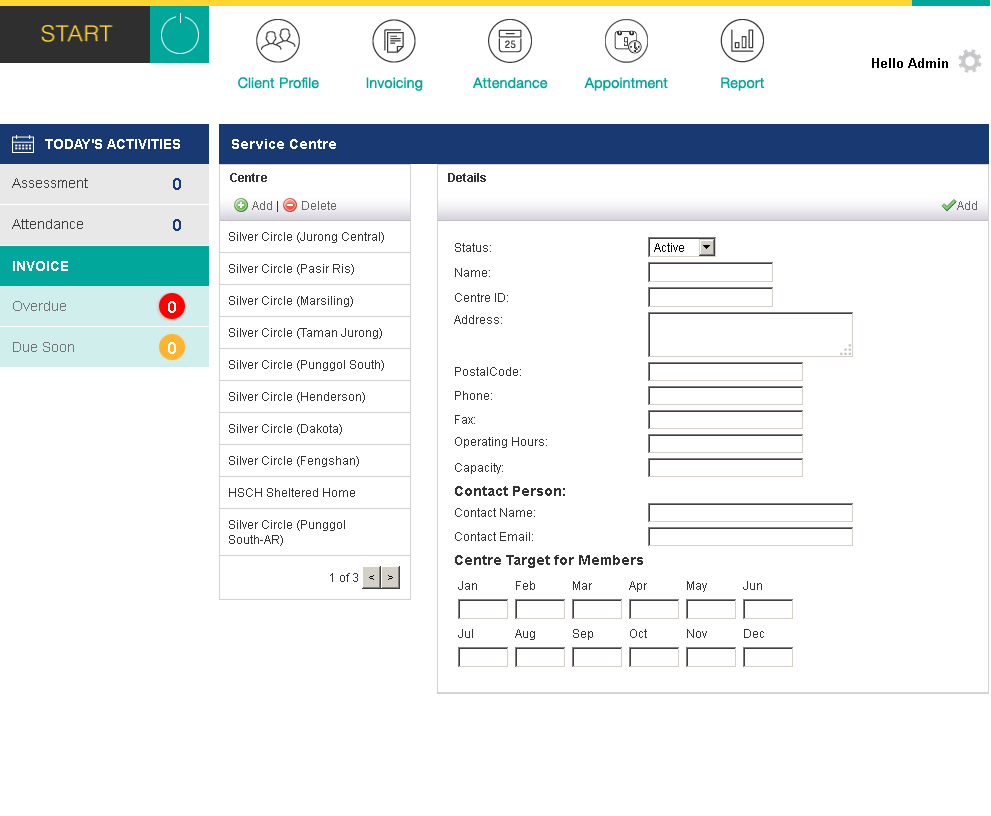 START
Client Profile
Invoicing
25
Attendance
9
Appointment
Report
Hello Admin
TODAY'S ACTIVITIES
Assessment 0
Attendance 0
INVOICE
Overdue 0
Due Soon 0
Service Centre
Centre
Add | Delete
Silver Circle (Jurong Central)
Silver Circle (Pasir Ris)
Silver Circle (Marsiling)
Silver Circle (Taman Jurong)
Silver Circle (Punggol South)
Silver Circle (Henderson)
Silver Circle (Dakota)
Silver Circle (Fengshan)
HSCH Sheltered Home
Silver Circle (Punggol
South-AR)
1 of 3 < >
Details
Add
Status: Active
Name:
Centre ID:
Address:
PostalCode:
Phone:
Fax:
Operating Hours:
Capacity:
Contact Person:
Contact Name:
Contact Email:
Centre Target for Members
Jan Feb Mar Apr May Jun
Jul Aug Sep Oct Nov Dec